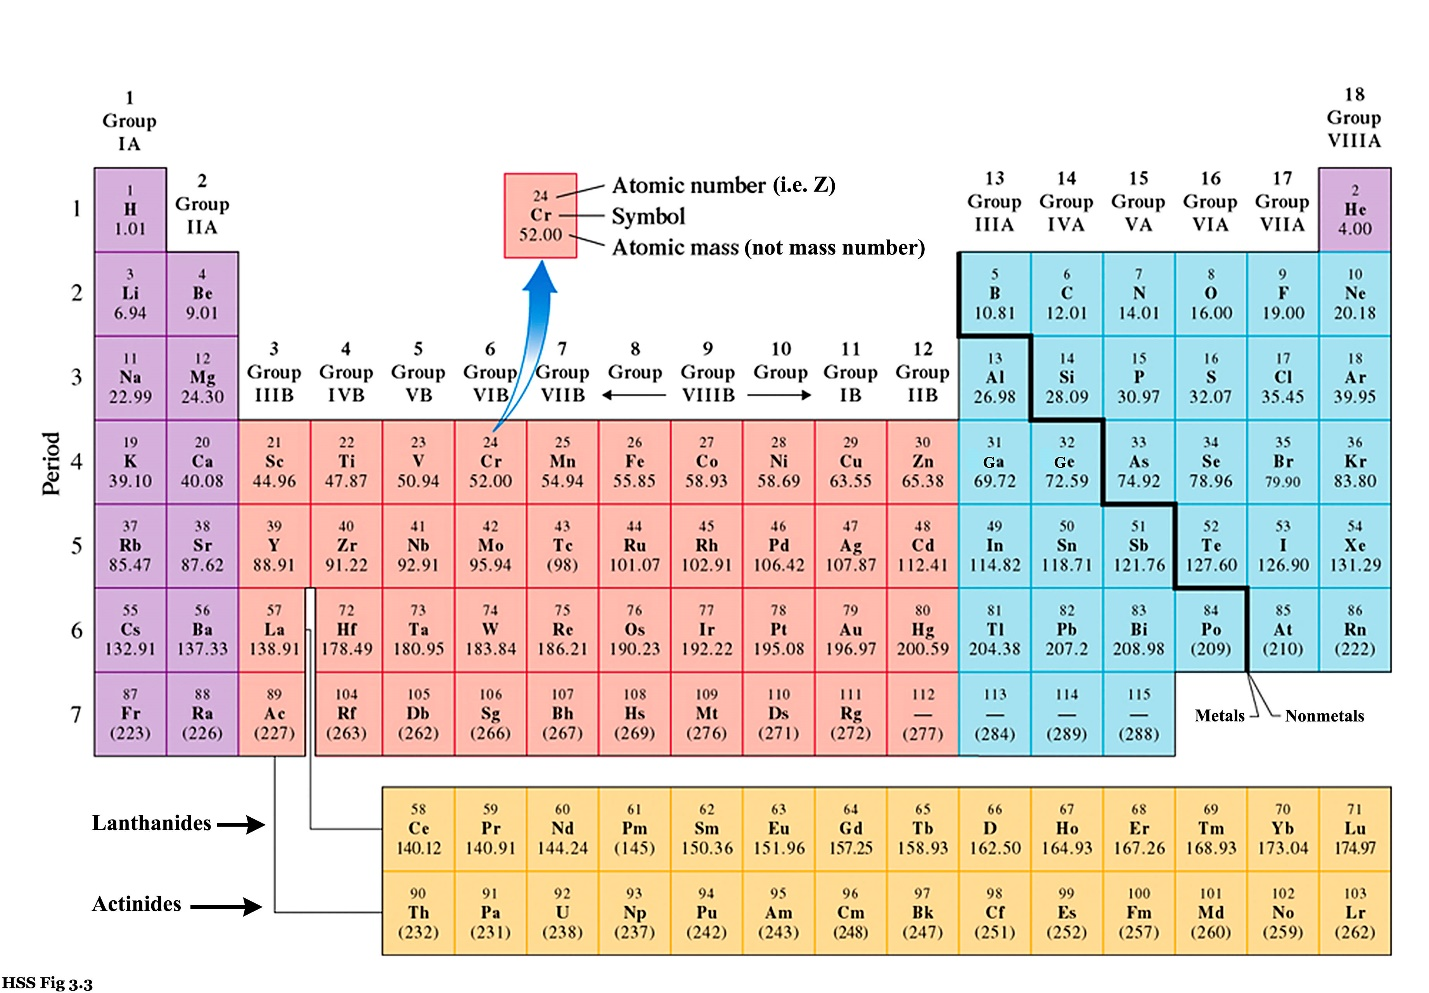 1
Group
IA
18
Group
VIIIA
2
Group
IIA
13 14 15 16 17
Group Group Group Group Group
IIIA IVA VA VIA VIIA
24
Cr
52.00
Atomic number (i.e. Z)
Symbol
Atomic mass (not mass number)
3 4 5 6 7 8 9 10 11 12
Group Group Group Group Group Group Group Group Group Group
IIIB IVB VB VIB VIIB VIIIB IB IIB
Period
1
1 2
H He
1.01 4.00
2
3 4 5 6 7 8 9 10
Li Be B C N O F Ne
6.94 9.01 10.81 12.01 14.01 16.00 19.00 20.18
3
11 12 13 14 15 16 17 18
Na Mg Al Si P S Cl Ar
22.99 24.30 26.98 28.09 30.97 32.07 35.45 39.95
4
19 20 21 22 23 24 25 26 27 28 29 30 31 32 33 34 35 36
K Ca Sc Ti V Cr Mn Fe Co Ni Cu Zn Ga Ge As Se Br Kr
39.10 40.08 44.96 47.87 50.94 52.00 54.94 55.85 58.93 58.69 63.55 65.38 69.72 72.59 74.92 78.96 79.90 83.80
5
37 38 39 40 41 42 43 44 45 46 47 48 49 50 51 52 53 54
Rb Sr Y Zr Nb Mo Tc Ru Rh Pd Ag Cd In Sn Sb Te I Xe
85.47 87.62 88.91 91.22 92.91 95.94 (98) 101.07 102.91 106.42 107.87 112.41 114.82 118.71 121.76 127.60 126.90 131.29
6
55 56 57 72 73 74 75 76 77 78 79 80 81 82 83 84 85 86
Cs Ba La Hf Ta W Re Os Ir Pt Au Hg Tl Pb Bi Po At Rn
132.91 137.33 138.91 178.49 180.95 183.84 186.21 190.23 192.22 195.08 196.97 200.59 204.38 207.2 208.98 (209) (210) (222)
7
87 88 89 104 105 106 107 108 109 110 111 112 113 114 115
Fr Ra Ac Rf Db Sg Bh Hs Mt Ds Rg — — — —
(223) (226) (227) (263) (262) (266) (267) (269) (276) (271) (272) (277) (284) (289) (288)
Metals Nonmetals
Lanthanides
58 59 60 61 62 63 64 65 66 67 68 69 70 71
Ce Pr Nd Pm Sm Eu Gd Tb D Ho Er Tm Yb Lu
140.12 140.91 144.24 (145) 150.36 151.96 157.25 158.93 162.50 164.93 167.26 168.93 173.04 174.97
Actinides
90 91 92 93 94 95 96 97 98 99 100 101 102 103
Th Pa U Np Pu Am Cm Bk Cf Es Fm Md No Lr
(232) (231) (238) (237) (242) (243) (248) (247) (251) (252) (257) (260) (259) (262)
HSS Fig 3.3